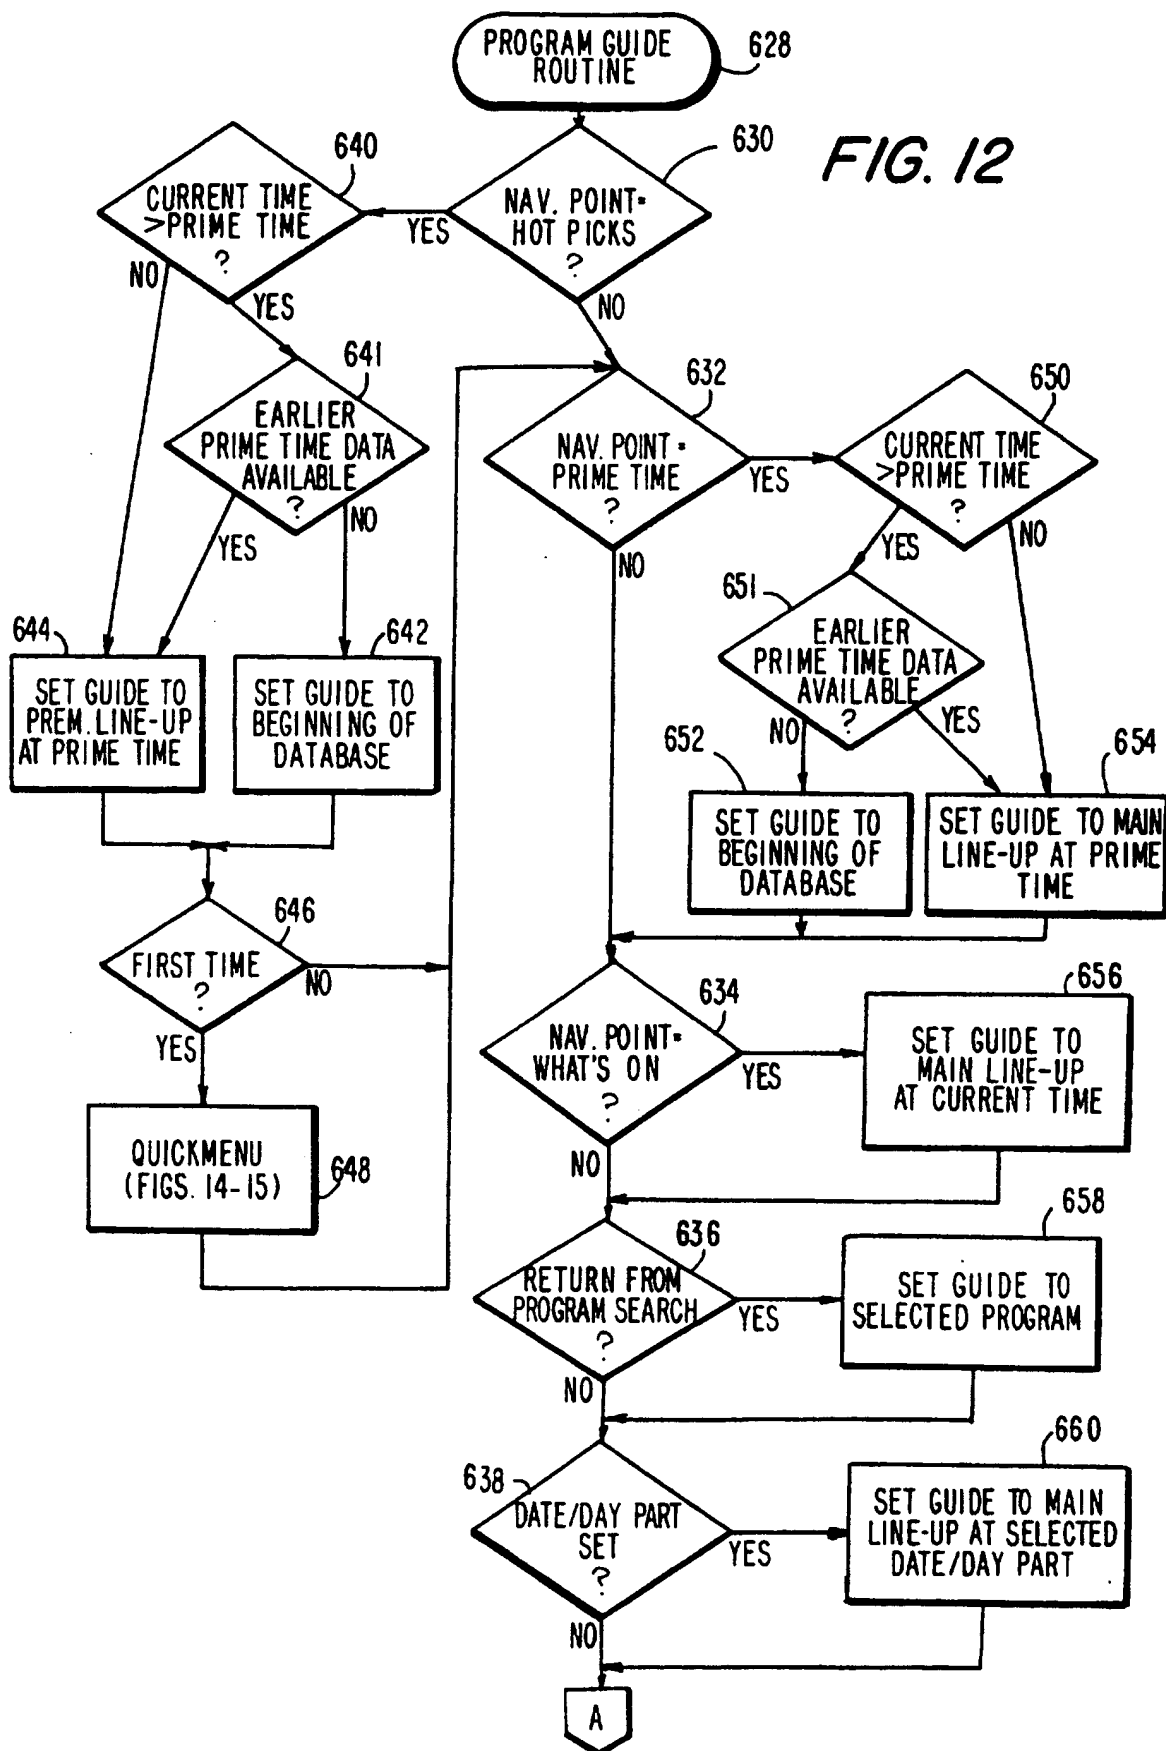 PROGRAM GUIDE
ROUTINE
628
FIG. 12
630
NAV. POINT=
HOT PICKS
?
YES
NO
640
CURRENT TIME
>PRIME TIME
?
NO
YES
641
EARLIER
PRIME TIME DATA
AVAILABLE
?
YES
NO
644
SET GUIDE TO
PREM. LINE-UP
AT PRIME TIME
642
SET GUIDE TO
BEGINNING OF
DATABASE
646
FIRST TIME
?
NO
YES
QUICKMENU
(FIGS. 14-15)
648
632
NAV. POINT=
PRIME TIME
?
YES
NO
650
CURRENT TIME
>PRIME TIME
?
YES
NO
651
EARLIER
PRIME TIME DATA
AVAILABLE
?
NO
YES
652
SET GUIDE TO
BEGINNING OF
DATABASE
654
SET GUIDE TO MAIN
LINE-UP AT PRIME
TIME
634
NAV. POINT=
WHAT'S ON
?
YES
NO
656
SET GUIDE TO
MAIN LINE-UP
AT CURRENT TIME
636
RETURN FROM
PROGRAM SEARCH
?
YES
NO
658
SET GUIDE TO
SELECTED PROGRAM
638
DATE/DAY PART
SET
?
YES
NO
660
SET GUIDE TO MAIN
LINE-UP AT SELECTED
DATE/DAY PART
A